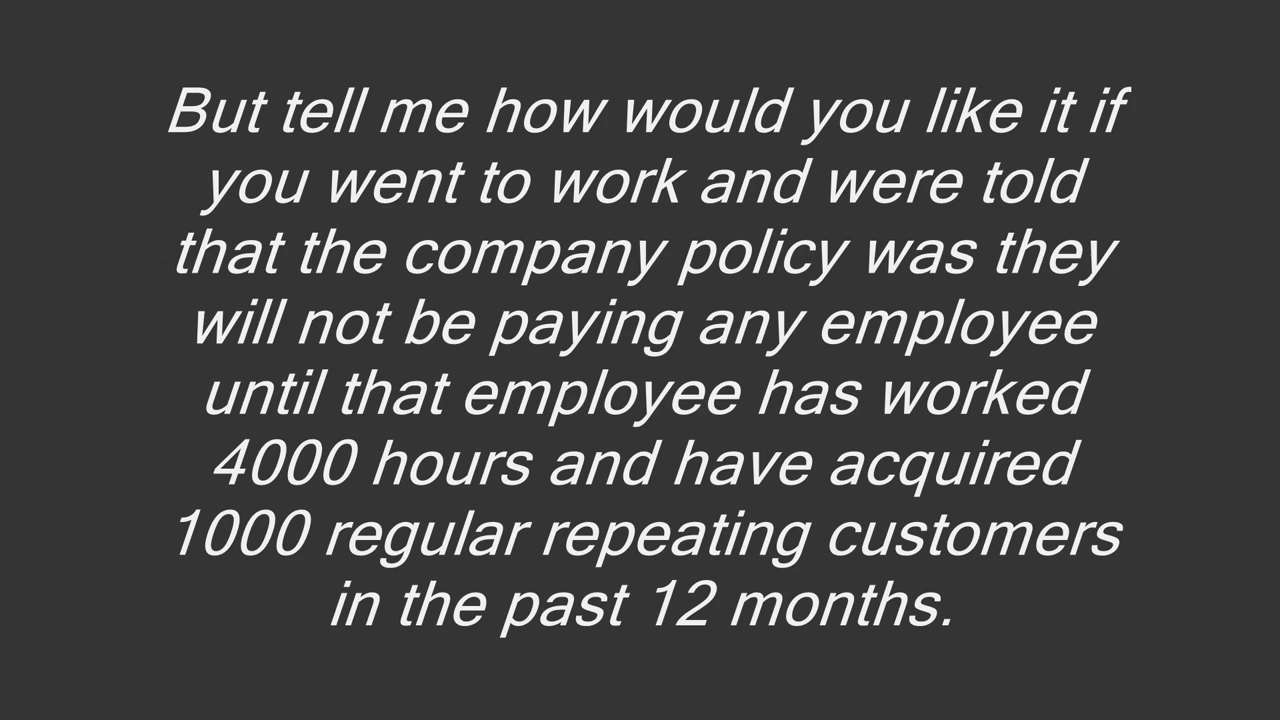 But tell me how would you like it if
you went to work and were told
that the company policy was they
will not be paying any employee
until that employee has worked
4000 hours and have acquired
1000 regular repeating customers
in the past 12 months.